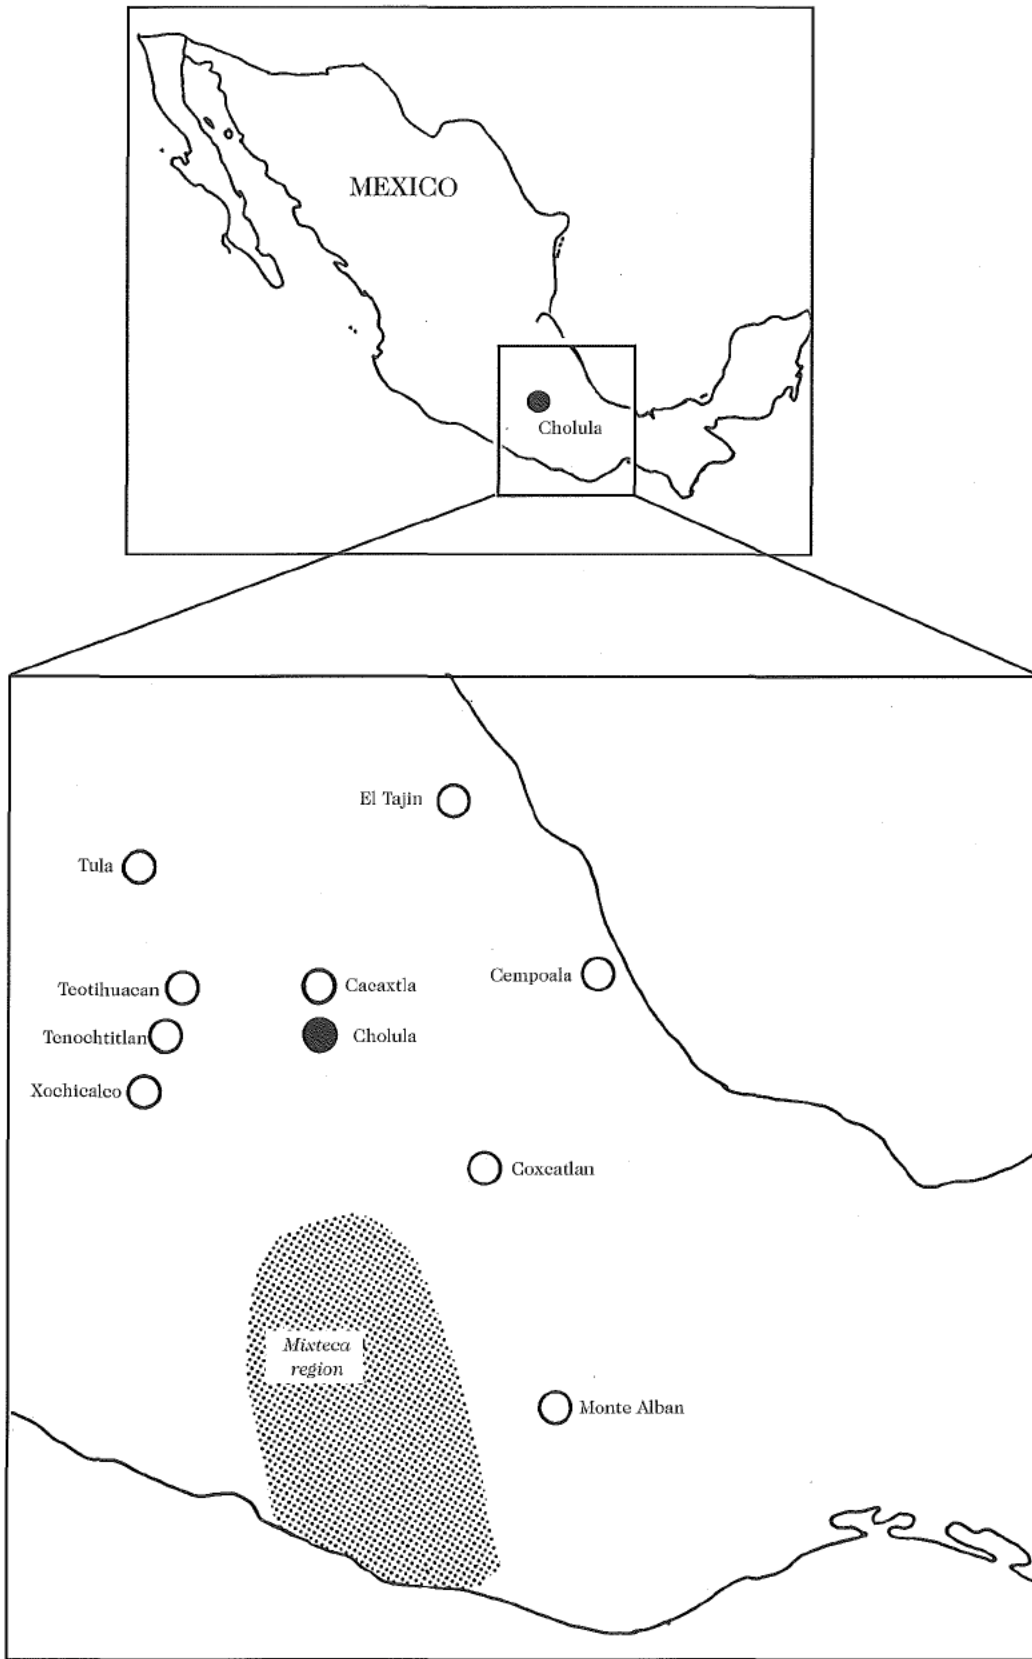 MEXICO
Cholula
El Tajin
Tula
Teotihuacan
Cacaxtla
Cempoala
Tenochtitlan
Cholula
Xochicalco
Coxcatlan
Mixteca
region
Monte Alban